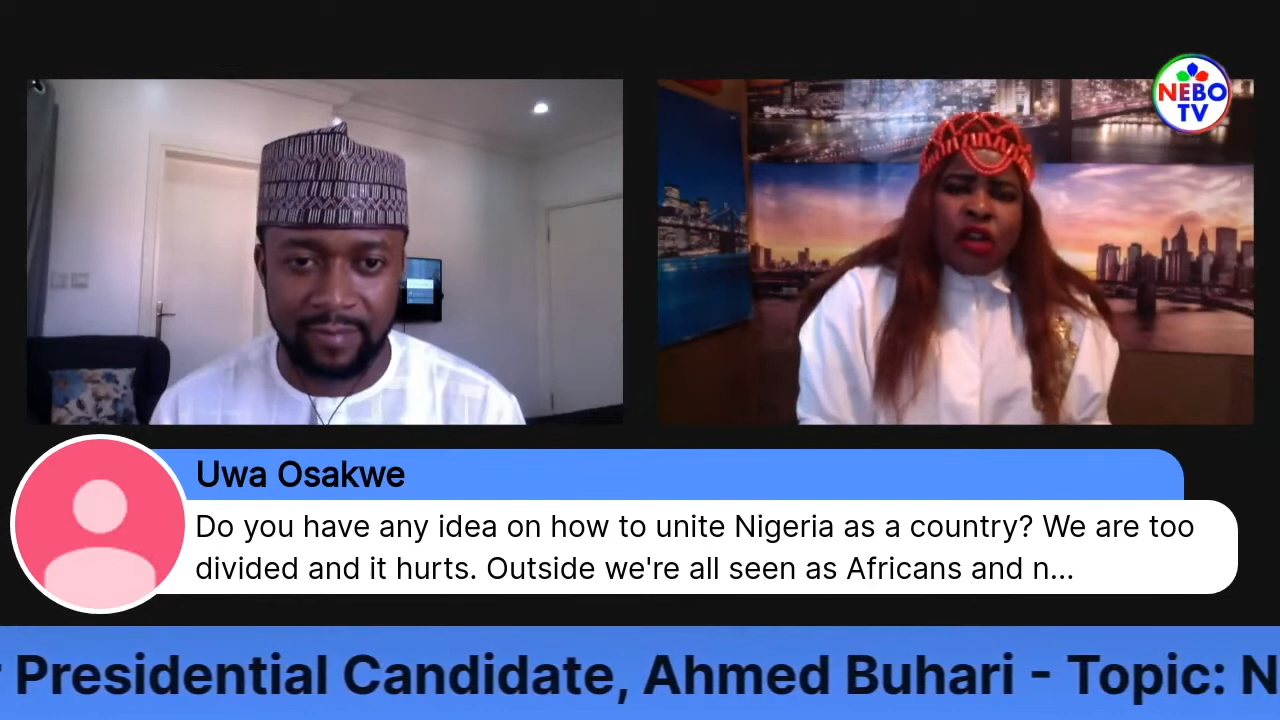 NEBO
TV
Uwa Osakwe
Do you have any idea on how to unite Nigeria as a country? We are too
divided and it hurts. Outside we're all seen as Africans and n...
Presidential Candidate, Ahmed Buhari - Topic: N